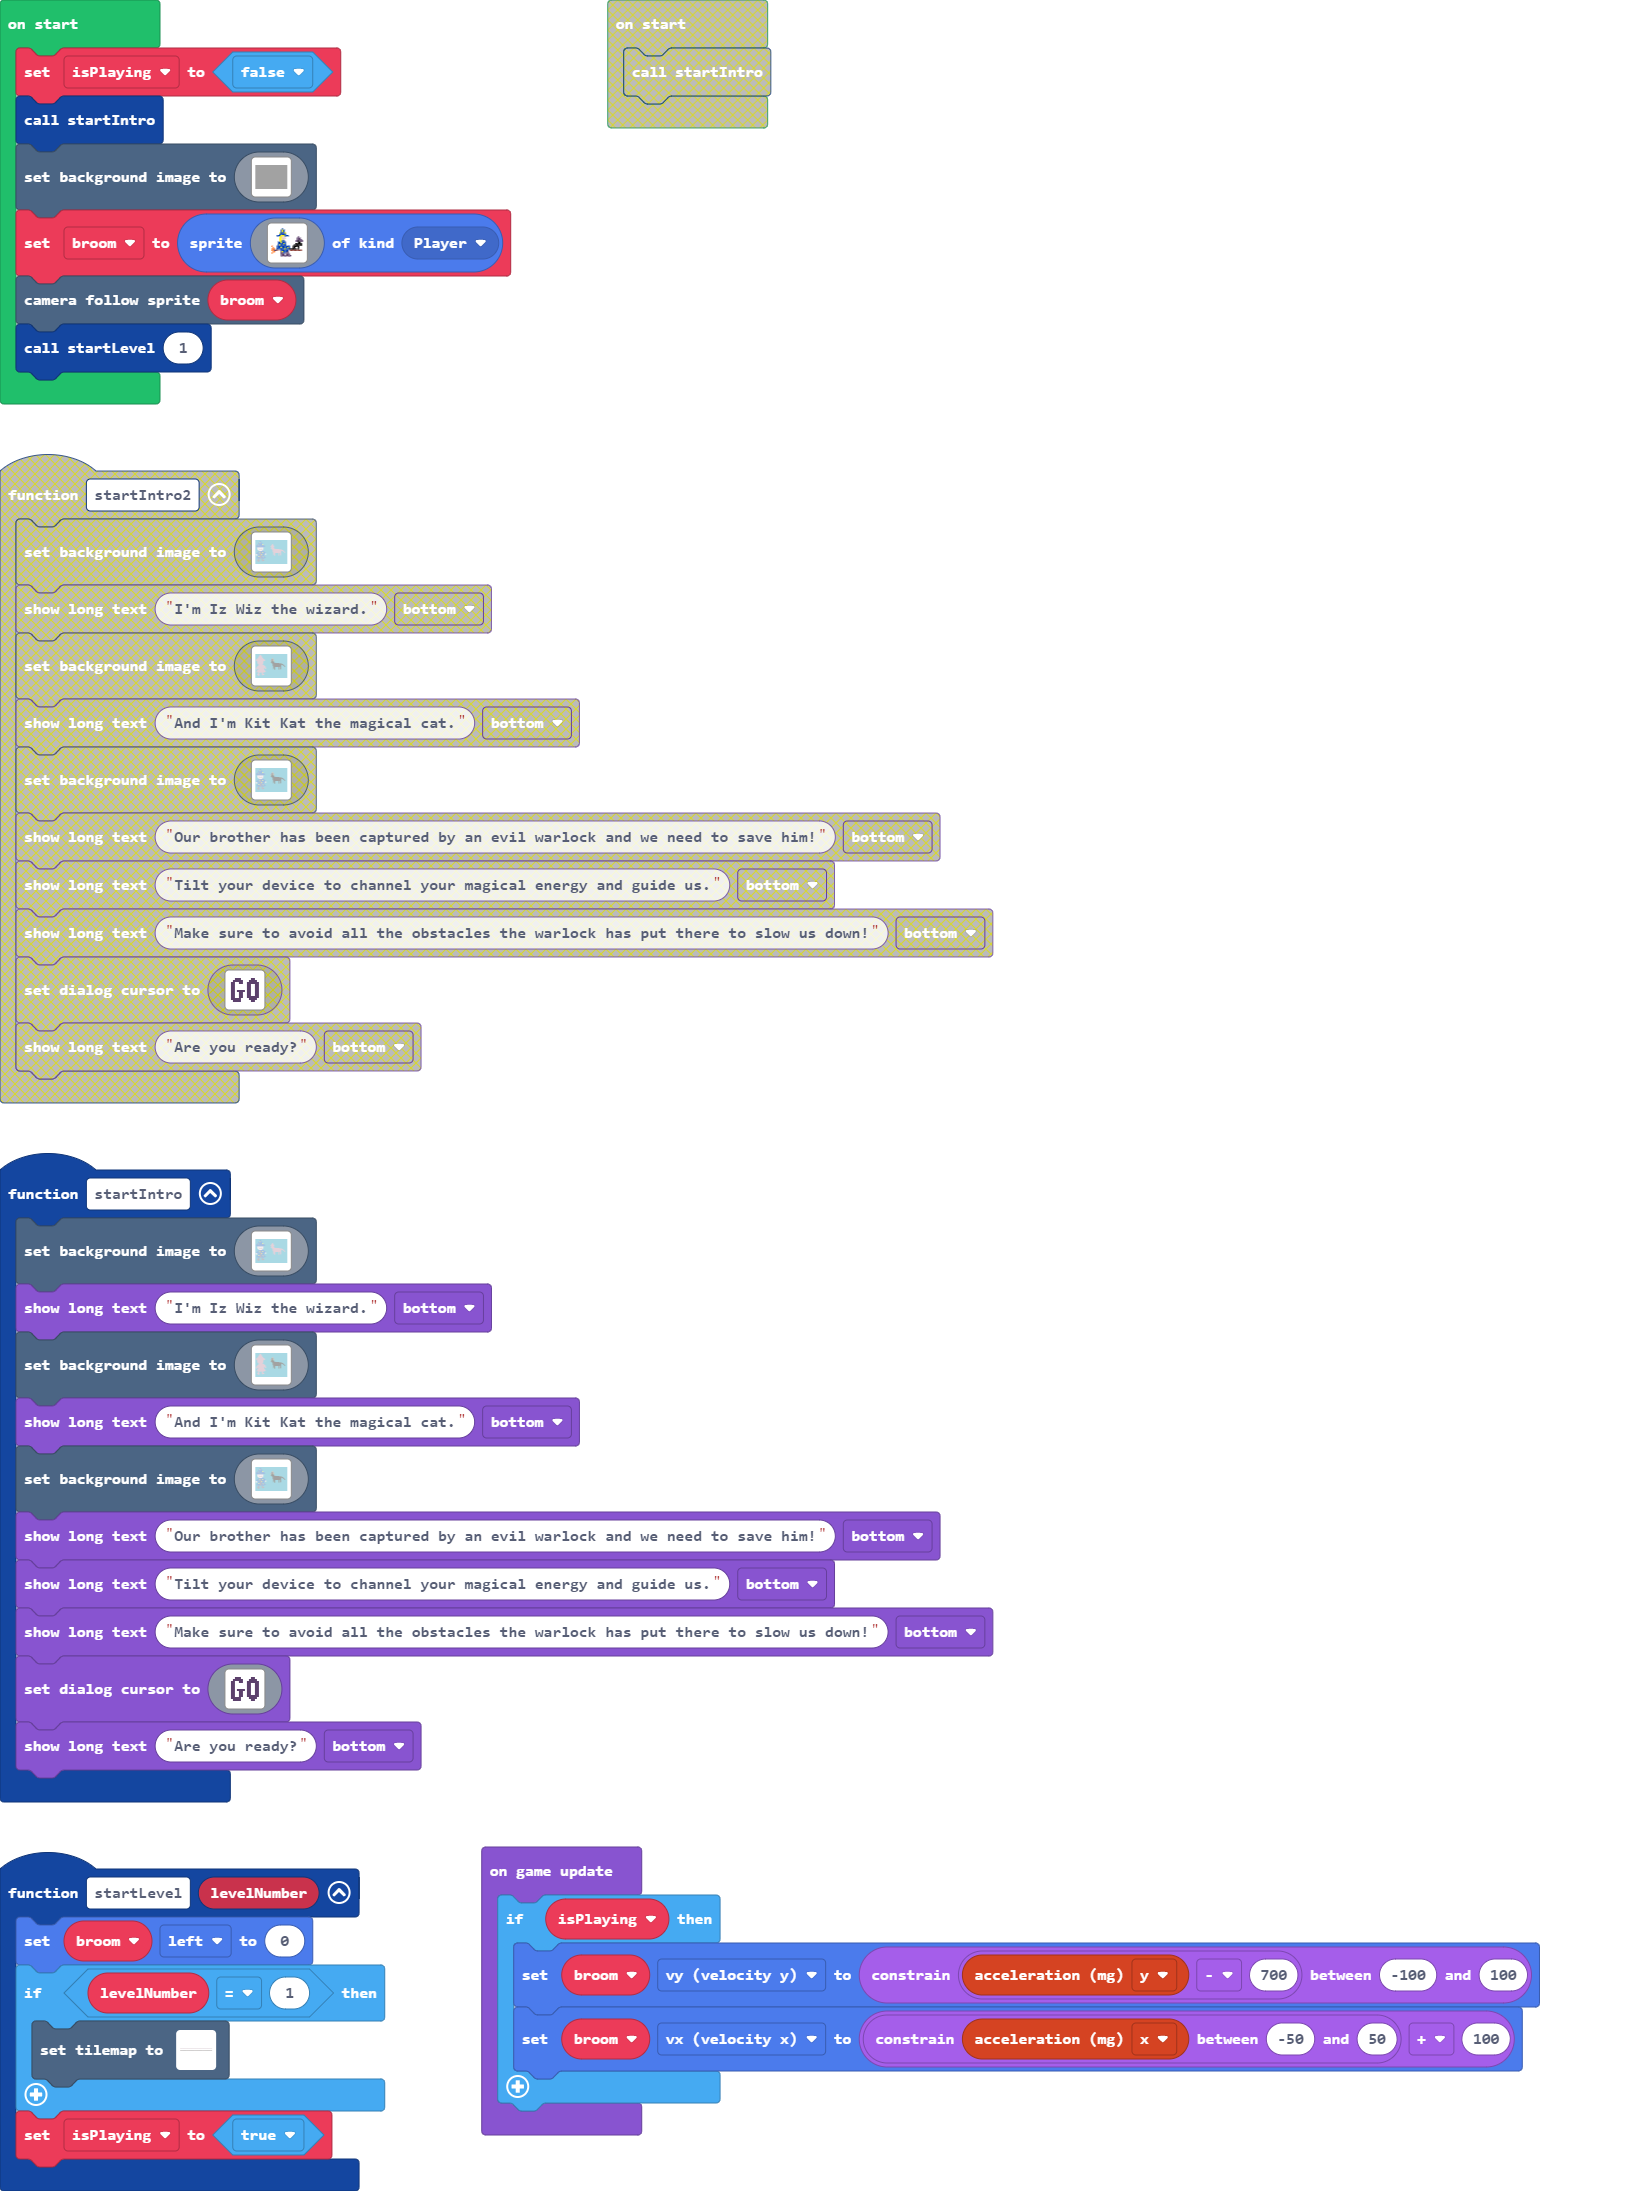 on start
set isPlaying to false
call startIntro
set background image to
set broom to sprite of kind Player
camera follow sprite broom
call startLevel 1
on start
call startIntro
function startIntro2
set background image to
show long text "I'm Iz Wiz the wizard." bottom
set background image to
show long text "And I'm Kit Kat the magical cat." bottom
set background image to
show long text "Our brother has been captured by an evil warlock and we need to save him!" bottom
show long text "Tilt your device to channel your magical energy and guide us." bottom
show long text "Make sure to avoid all the obstacles the warlock has put there to slow us down!" bottom
set dialog cursor to GO
show long text "Are you ready?" bottom
function startIntro
set background image to
show long text "I'm Iz Wiz the wizard." bottom
set background image to
show long text "And I'm Kit Kat the magical cat." bottom
set background image to
show long text "Our brother has been captured by an evil warlock and we need to save him!" bottom
show long text "Tilt your device to channel your magical energy and guide us." bottom
show long text "Make sure to avoid all the obstacles the warlock has put there to slow us down!" bottom
set dialog cursor to GO
show long text "Are you ready?" bottom
function startLevel levelNumber
set broom left to 0
if levelNumber = 1 then
set tilemap to
set isPlaying to true
on game update
if isPlaying then
set broom vy (velocity y) to constrain acceleration (mg) y - 700 between -100 and 100
set broom vx (velocity x) to constrain acceleration (mg) x between -50 and 50 + 100